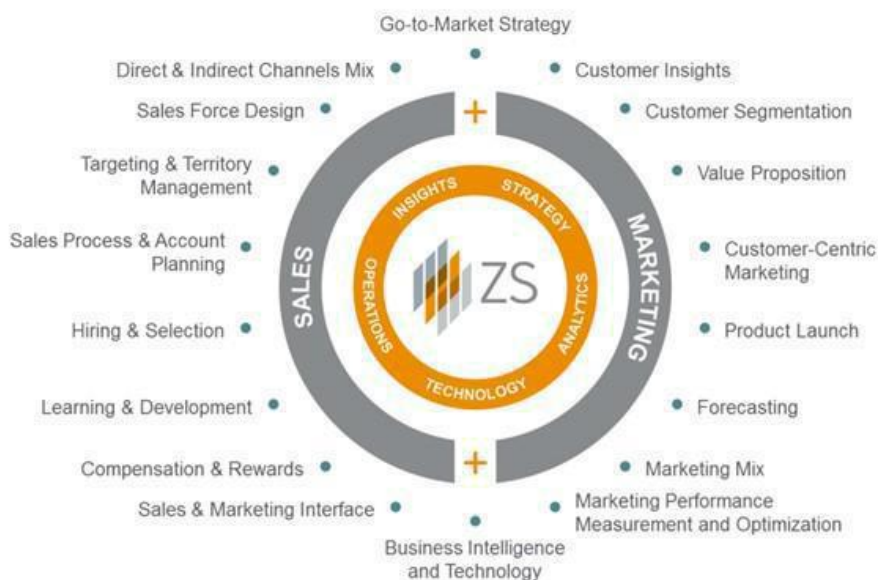 Go-to-Market Strategy
Direct & Indirect Channels Mix
Customer Insights
Sales Force Design
+
Customer Segmentation
Targeting & Territory
Management
Value Proposition
Sales Process & Account
Planning
Customer-Centric
Marketing
Hiring & Selection
Product Launch
Learning & Development
Forecasting
Compensation & Rewards
+
Marketing Mix
Sales & Marketing Interface
Marketing Performance
Measurement and Optimization
Business Intelligence
and Technology
SALES
MARKETING
INSIGHTS
STRATEGY
OPERATIONS
ANALYTICS
TECHNOLOGY
ZS